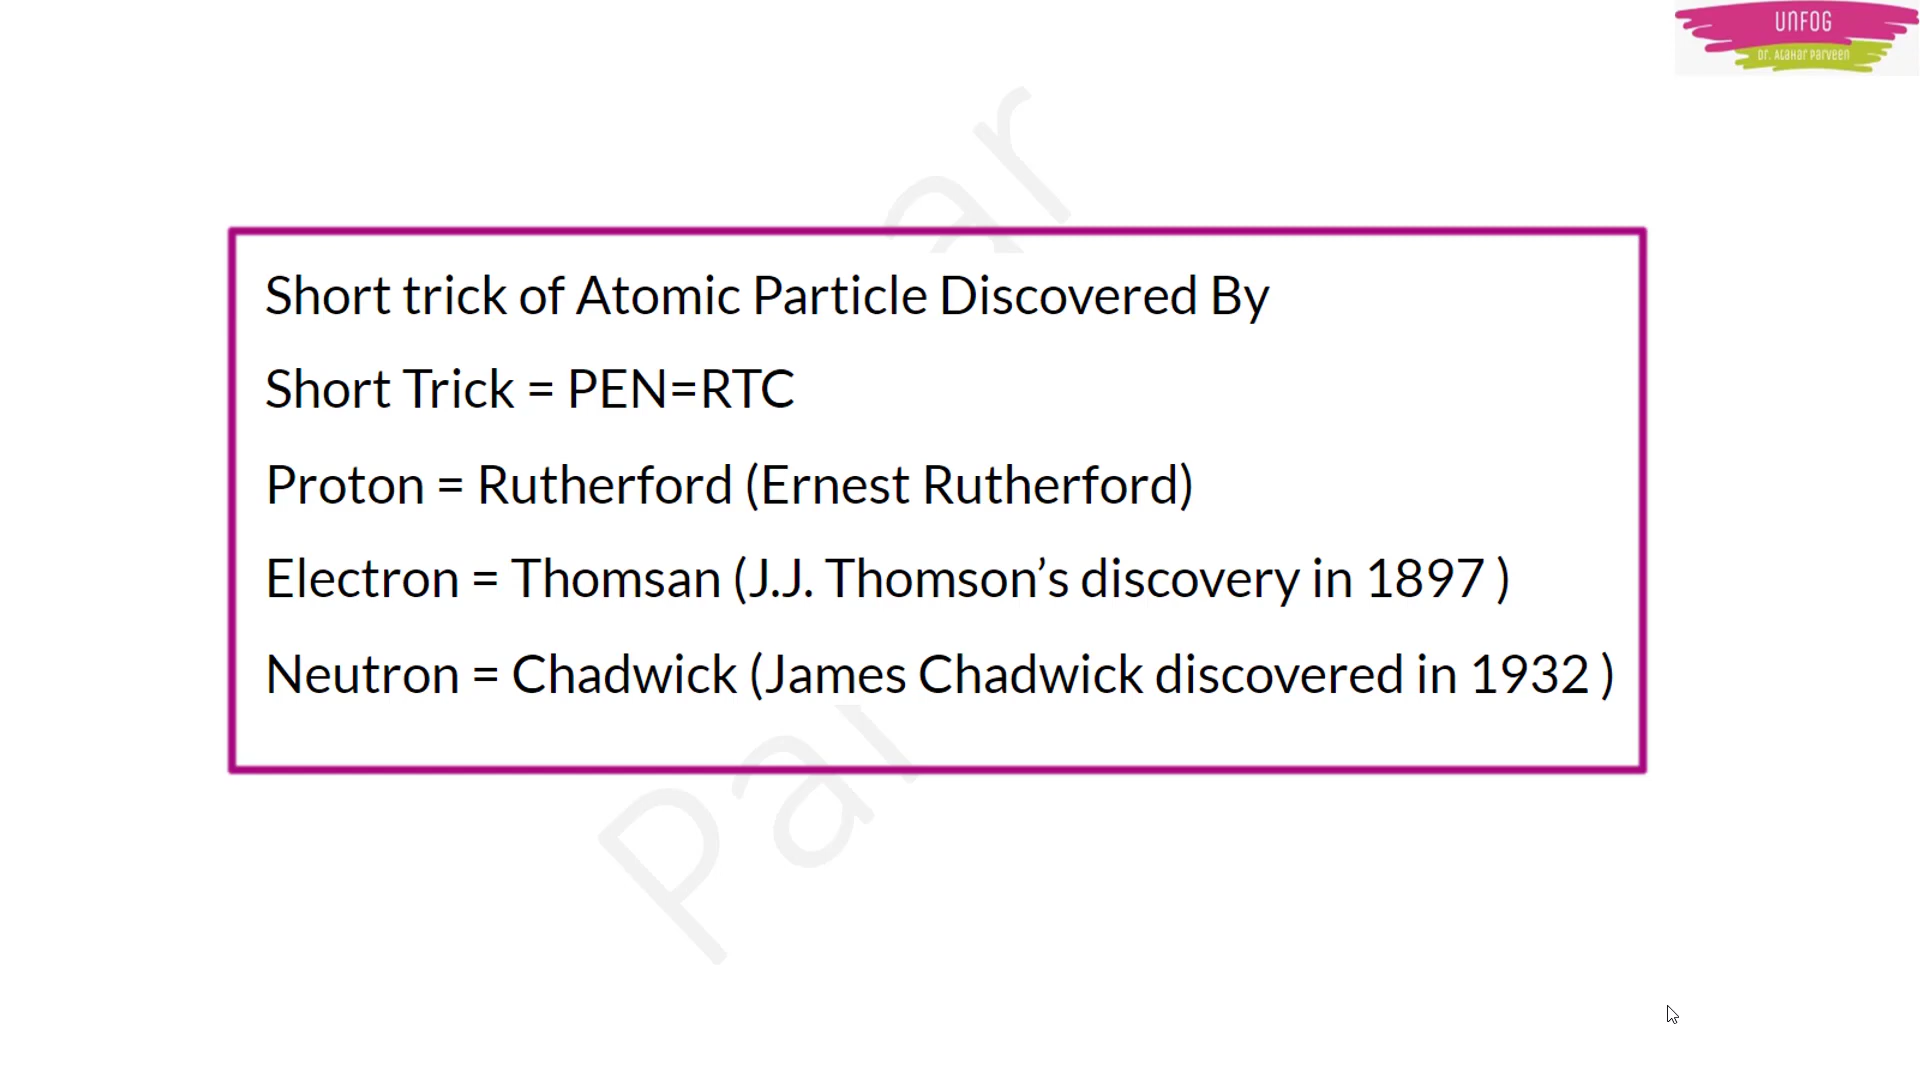 UNFOG
Dr. Atahar Parveen
Short trick of Atomic Particle Discovered By
Short Trick = PEN=RTC
Proton = Rutherford (Ernest Rutherford)
Electron = Thomsan (J.J. Thomson’s discovery in 1897 )
Neutron = Chadwick (James Chadwick discovered in 1932 )